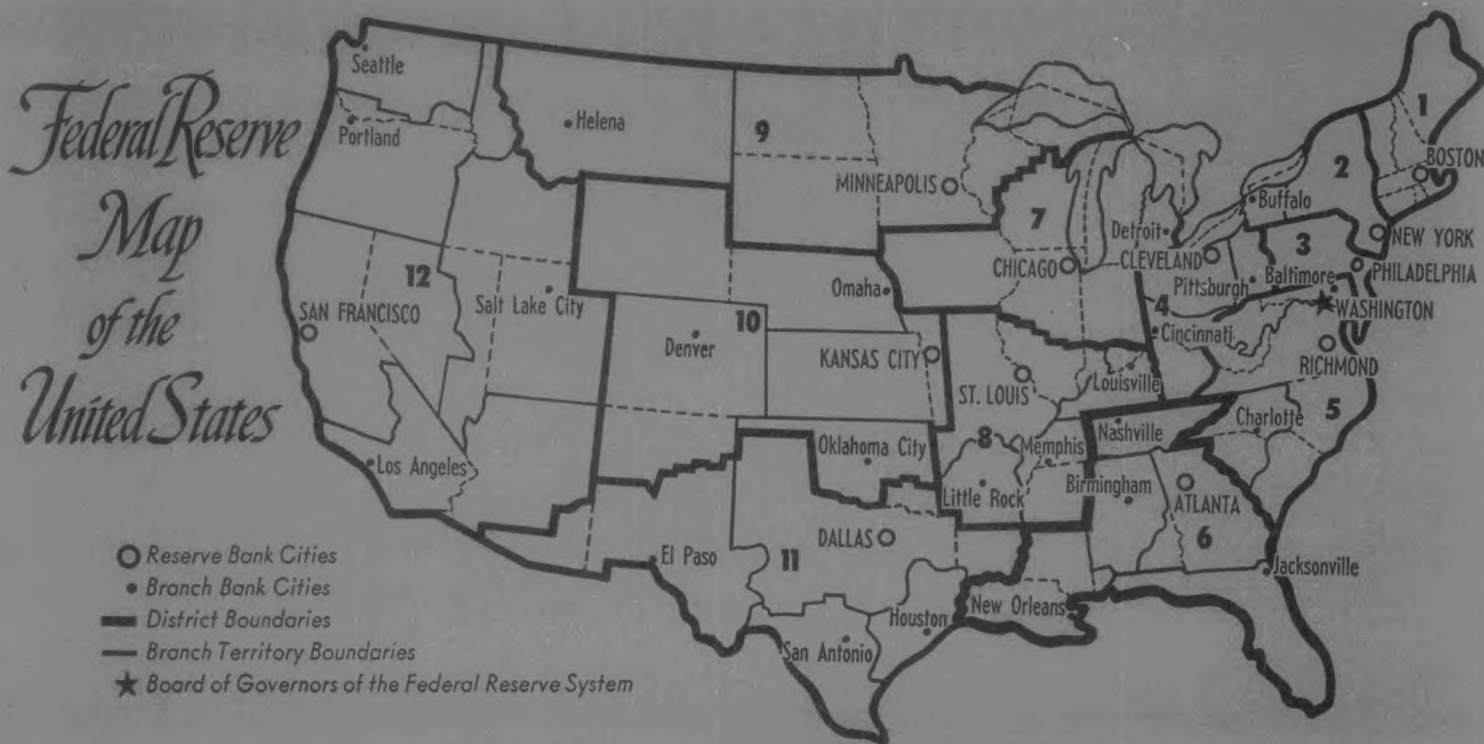 Federal Reserve
Map
of the
United States
Seattle
Portland
Helena
9
MINNEAPOLIS
1
BOSTON
2
Buffalo
NEW YORK
7
Detroit
CLEVELAND
CHICAGO
3
Pittsburgh
Baltimore
PHILADELPHIA
WASHINGTON
12
SAN FRANCISCO
Salt Lake City
Omaha
10
Denver
KANSAS CITY
4
Cincinnati
RICHMOND
ST. LOUIS
Louisville
5
Charlotte
Nashville
Memphis
8
Oklahoma City
Los Angeles
Little Rock
Birmingham
ATLANTA
6
DALLAS
El Paso
11
Jacksonville
Houston
New Orleans
San Antonio
Reserve Bank Cities
Branch Bank Cities
District Boundaries
Branch Territory Boundaries
Board of Governors of the Federal Reserve System